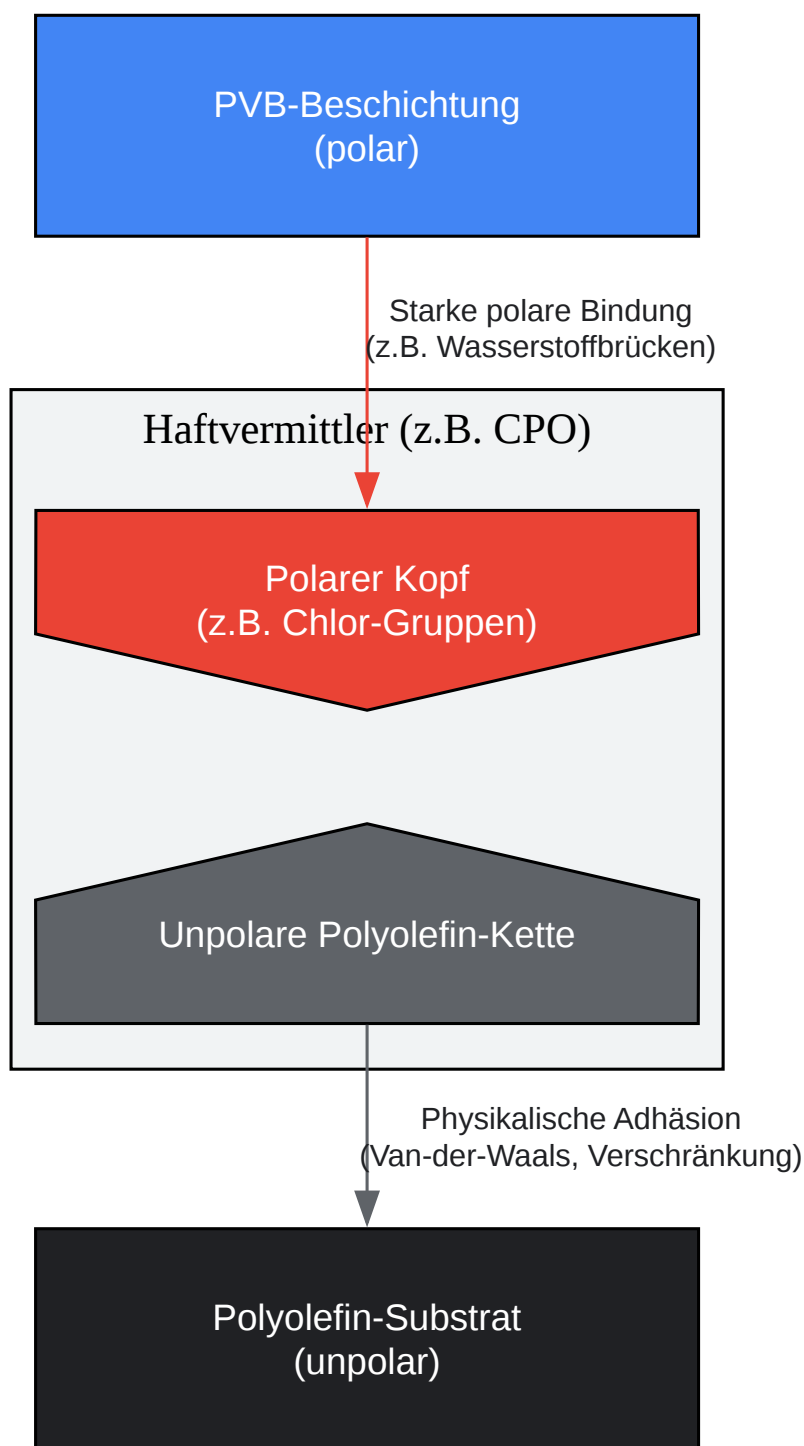 PVB-Beschichtung
(polar)
Starke polare Bindung
(z.B. Wasserstoffbrücken)
Haftvermittler (z.B. CPO)
Polarer Kopf
(z.B. Chlor-Gruppen)
Unpolare Polyolefin-Kette
Physikalische Adhäsion
(Van-der-Waals, Verschränkung)
Polyolefin-Substrat
(unpolar)